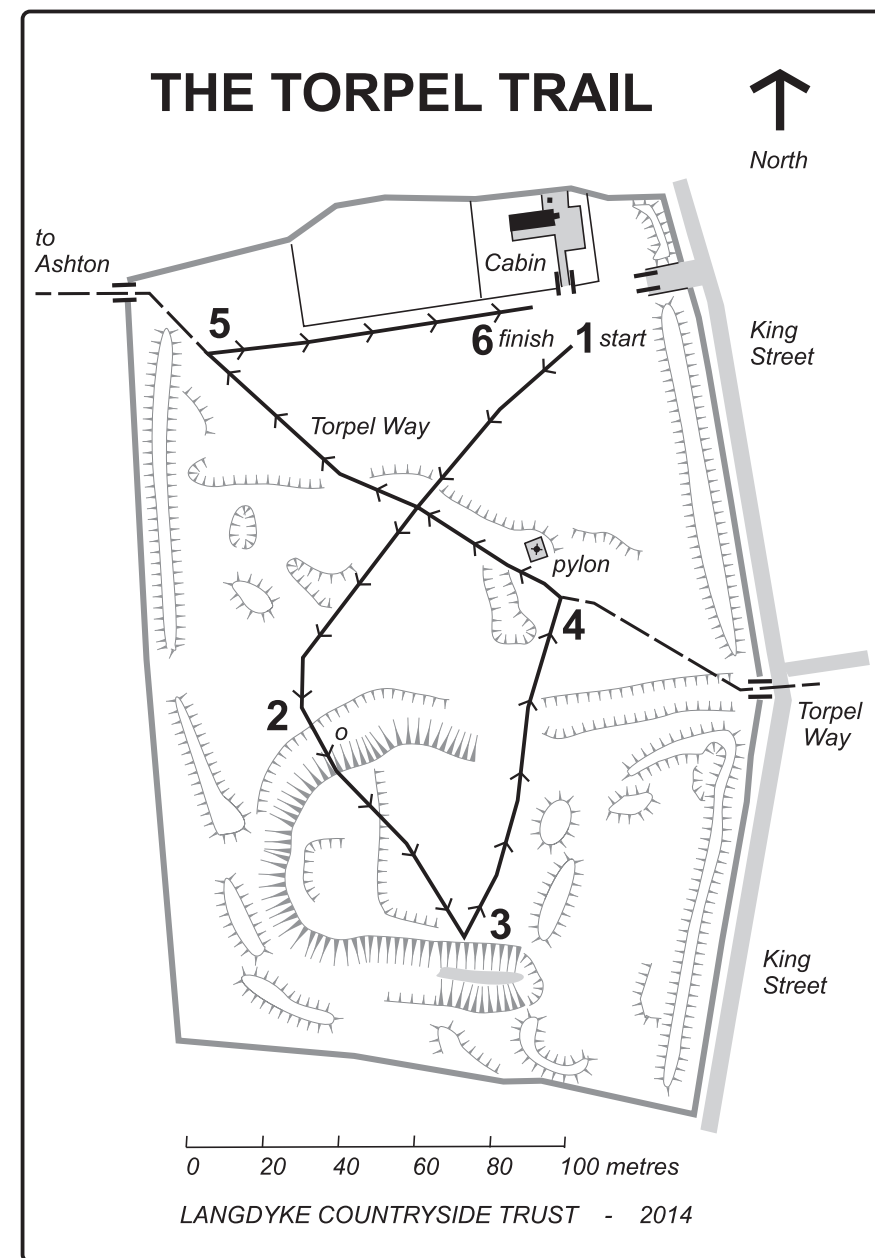 THE TORPEL TRAIL
North
to
Ashton
Cabin
5
6 finish
1 start
King
Street
Torpel Way
pylon
4
2
o
Torpel
Way
3
King
Street
0 20 40 60 80 100 metres
LANGDYKE COUNTRYSIDE TRUST - 2014